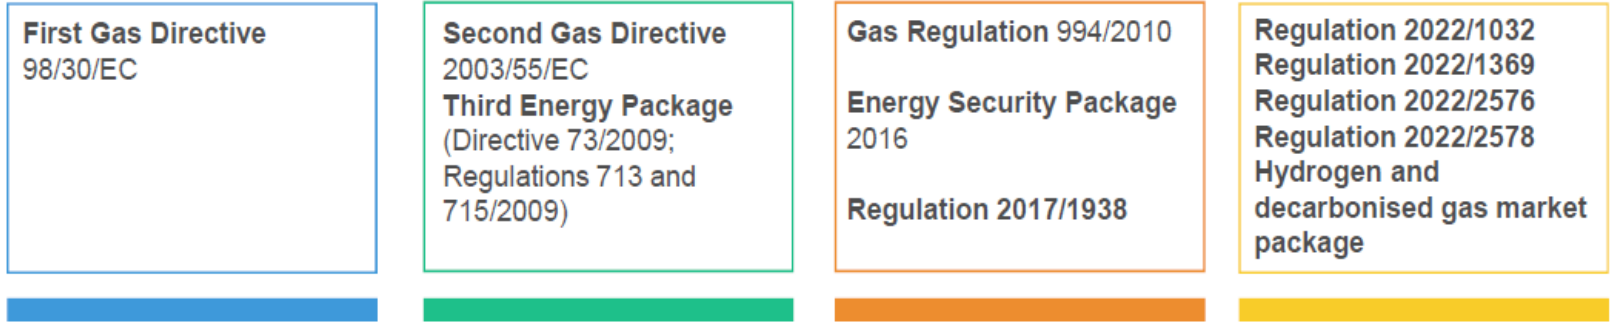 First Gas Directive
98/30/EC
Second Gas Directive
2003/55/EC
Third Energy Package
(Directive 73/2009;
Regulations 713 and
715/2009)
Gas Regulation 994/2010
Energy Security Package
2016
Regulation 2017/1938
Regulation 2022/1032
Regulation 2022/1369
Regulation 2022/2576
Regulation 2022/2578
Hydrogen and
decarbonised gas market
package